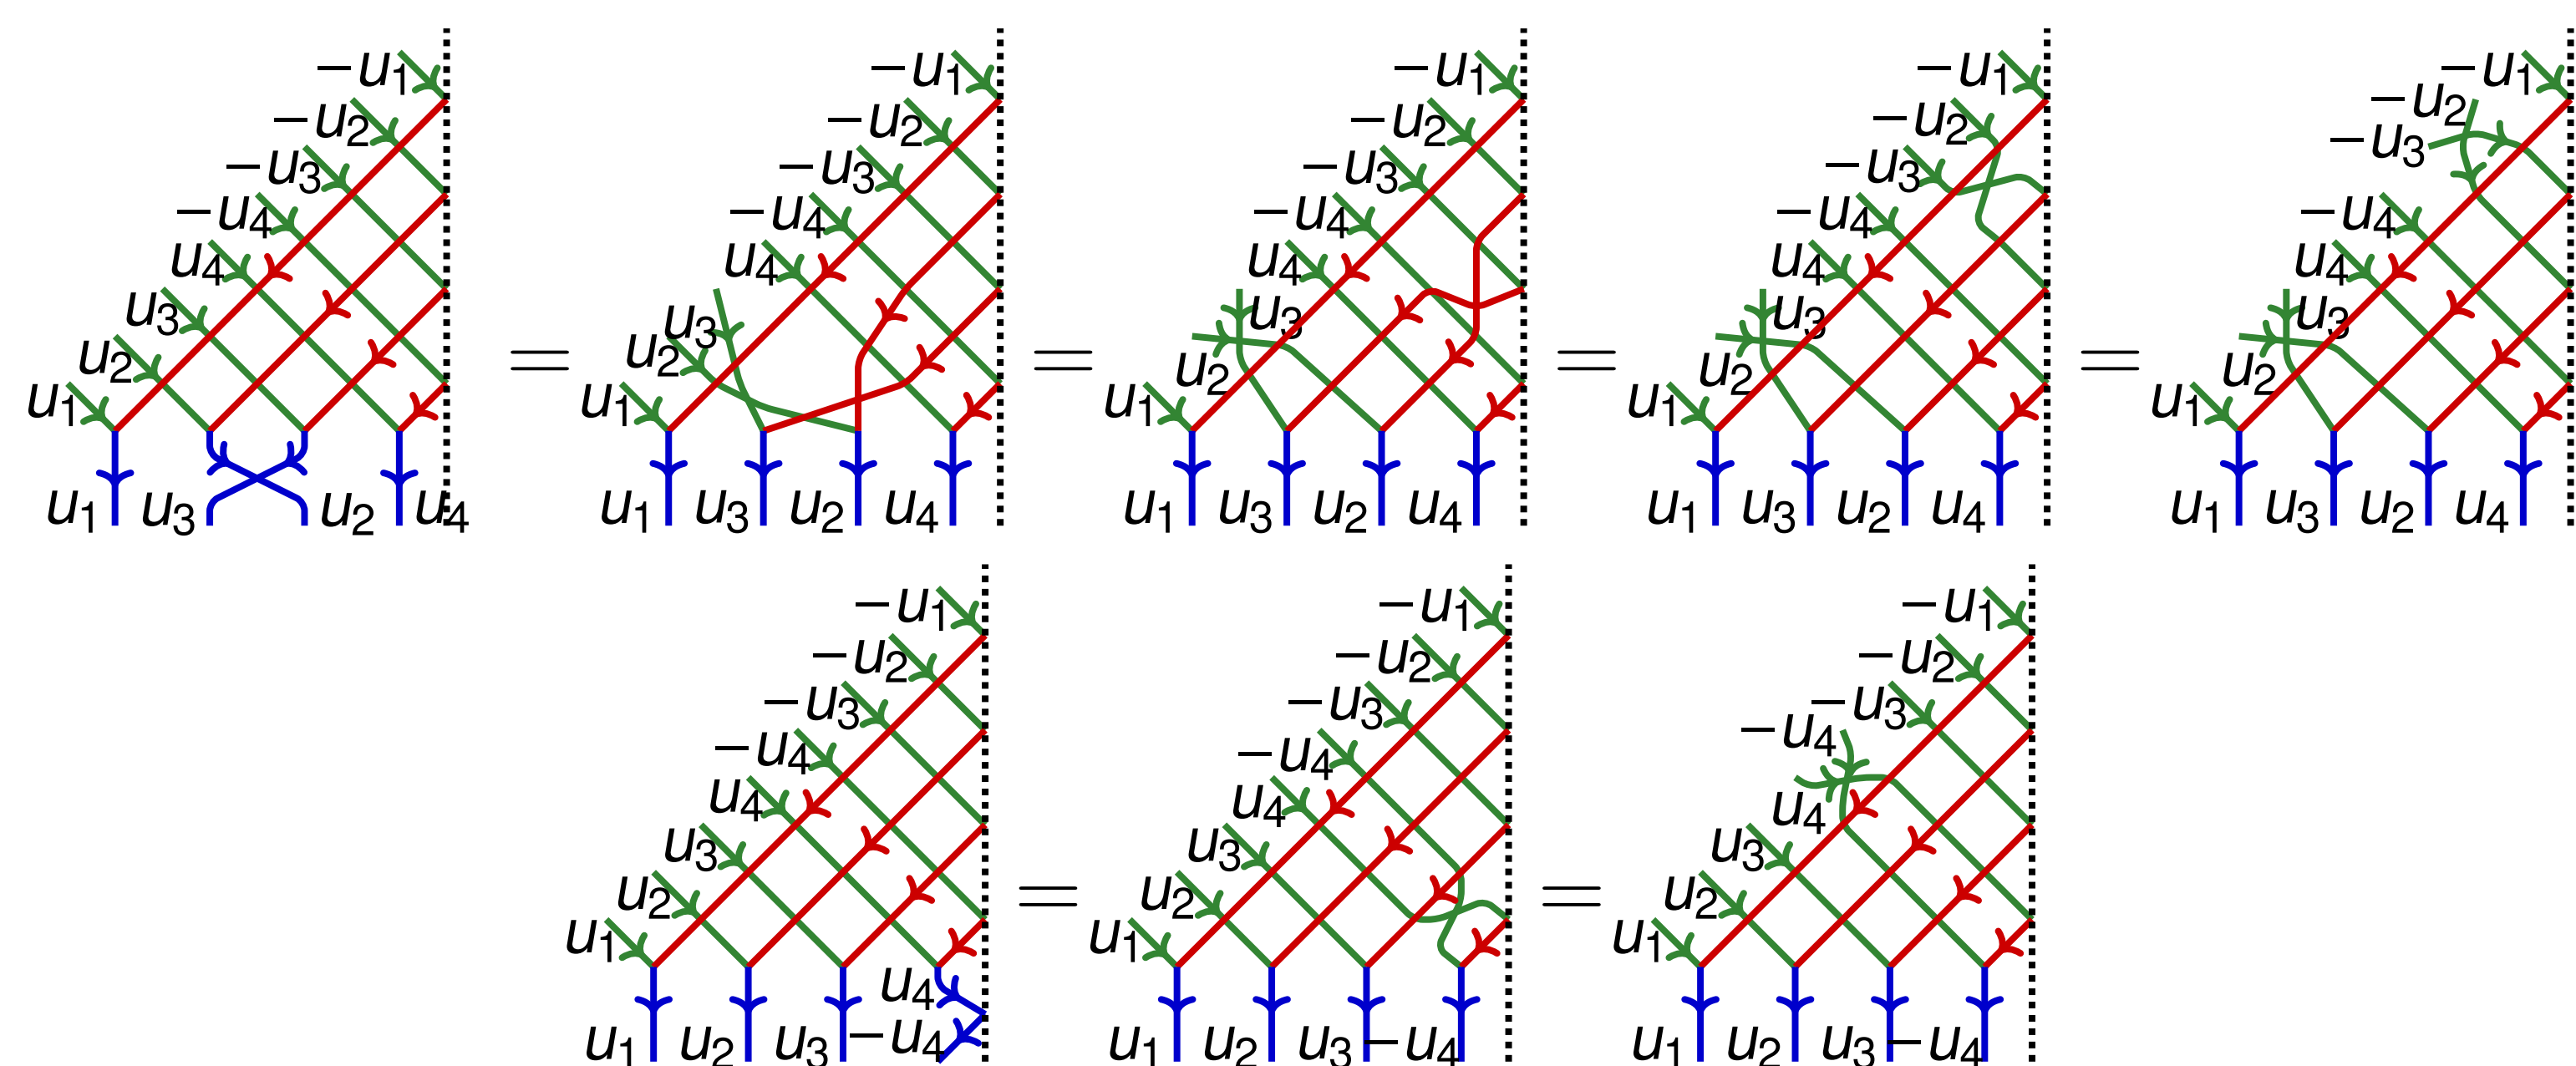 −u1 −u1 −u1 −u1 −u1
−u2 −u2 −u2 −u2 −u2
−u3 −u3 −u3 −u3 −u3
−u4 −u4 −u4 −u4 −u4
u4 u4 u4 u4 u4
u3 u3 u3 u3 u3
u2 = u2 = u2 = u2 = u2
u1 u1 u1 u1 u1
u1 u3 u2 u4 u1 u3 u2 u4 u1 u3 u2 u4 u1 u3 u2 u4 u1 u3 u2 u4
−u1 −u1 −u1
−u2 −u2 −u2
−u3 −u3 −u3
−u4 −u4 −u4
u4 u4 u4
u3 u3 u3
u2 = u2 = u2
u1 u1 u1
u4
u1 u2 u3 −u4 u1 u2 u3 −u4 u1 u2 u3 −u4